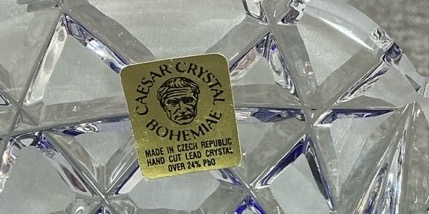 CAESAR CRYSTAL
BOHEMIAE
MADE IN CZECH REPUBLIC
HAND CUT LEAD CRYSTAL
OVER 24% PbO